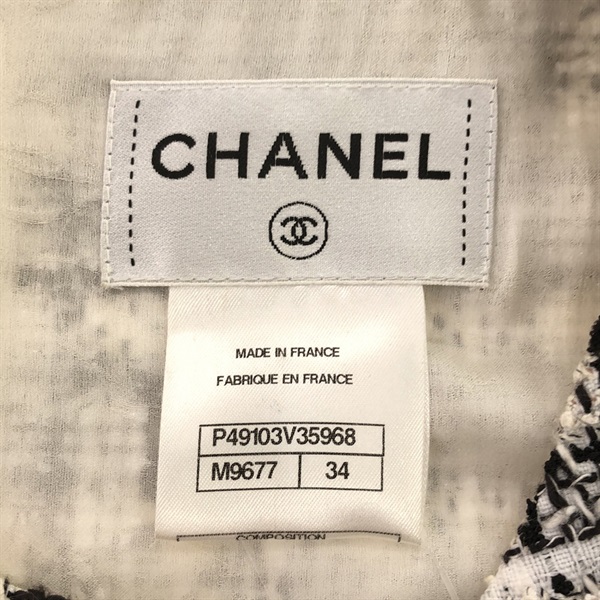 CHANEL
MADE IN FRANCE
FABRIQUE EN FRANCE
P49103V35968
M9677 34
COMPOSITION